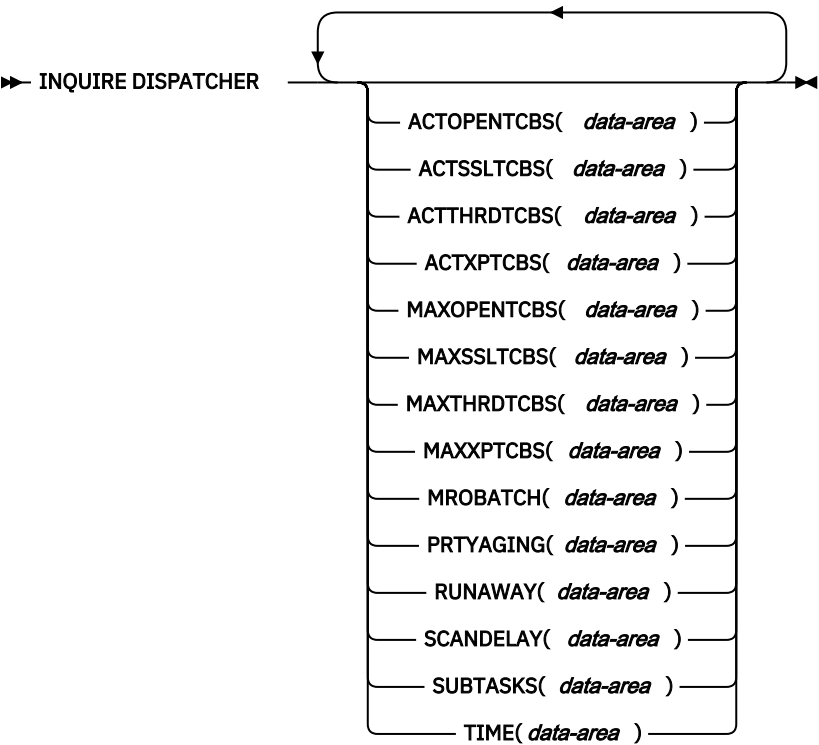 INQUIRE DISPATCHER
ACTOPENTCBS( data-area )
ACTSSLTCBS( data-area )
ACTTHRDTCBS( data-area )
ACTXPTCBS( data-area )
MAXOPENTCBS( data-area )
MAXSSLTCBS( data-area )
MAXTHRDTCBS( data-area )
MAXXPTCBS( data-area )
MROBATCH( data-area )
PRTYAGING( data-area )
RUNAWAY( data-area )
SCANDELAY( data-area )
SUBTASKS( data-area )
TIME( data-area )